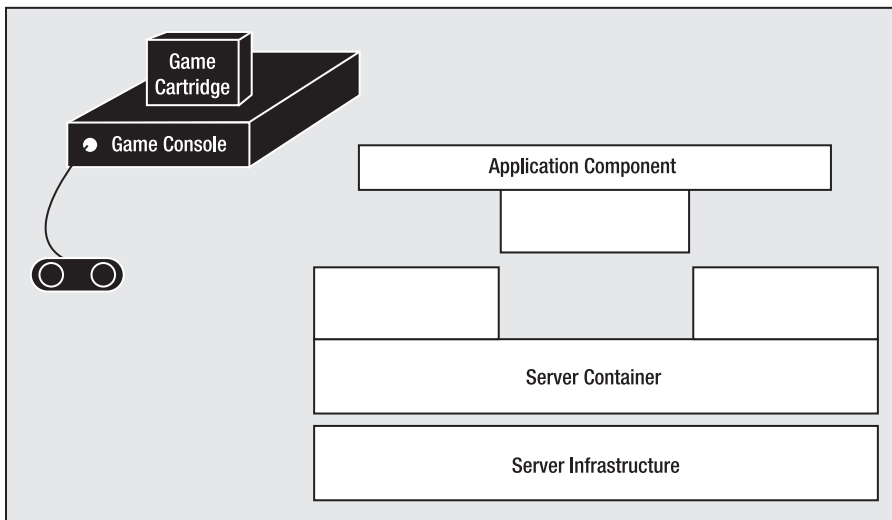 Game
Cartridge
Game Console
Application Component
Server Container
Server Infrastructure